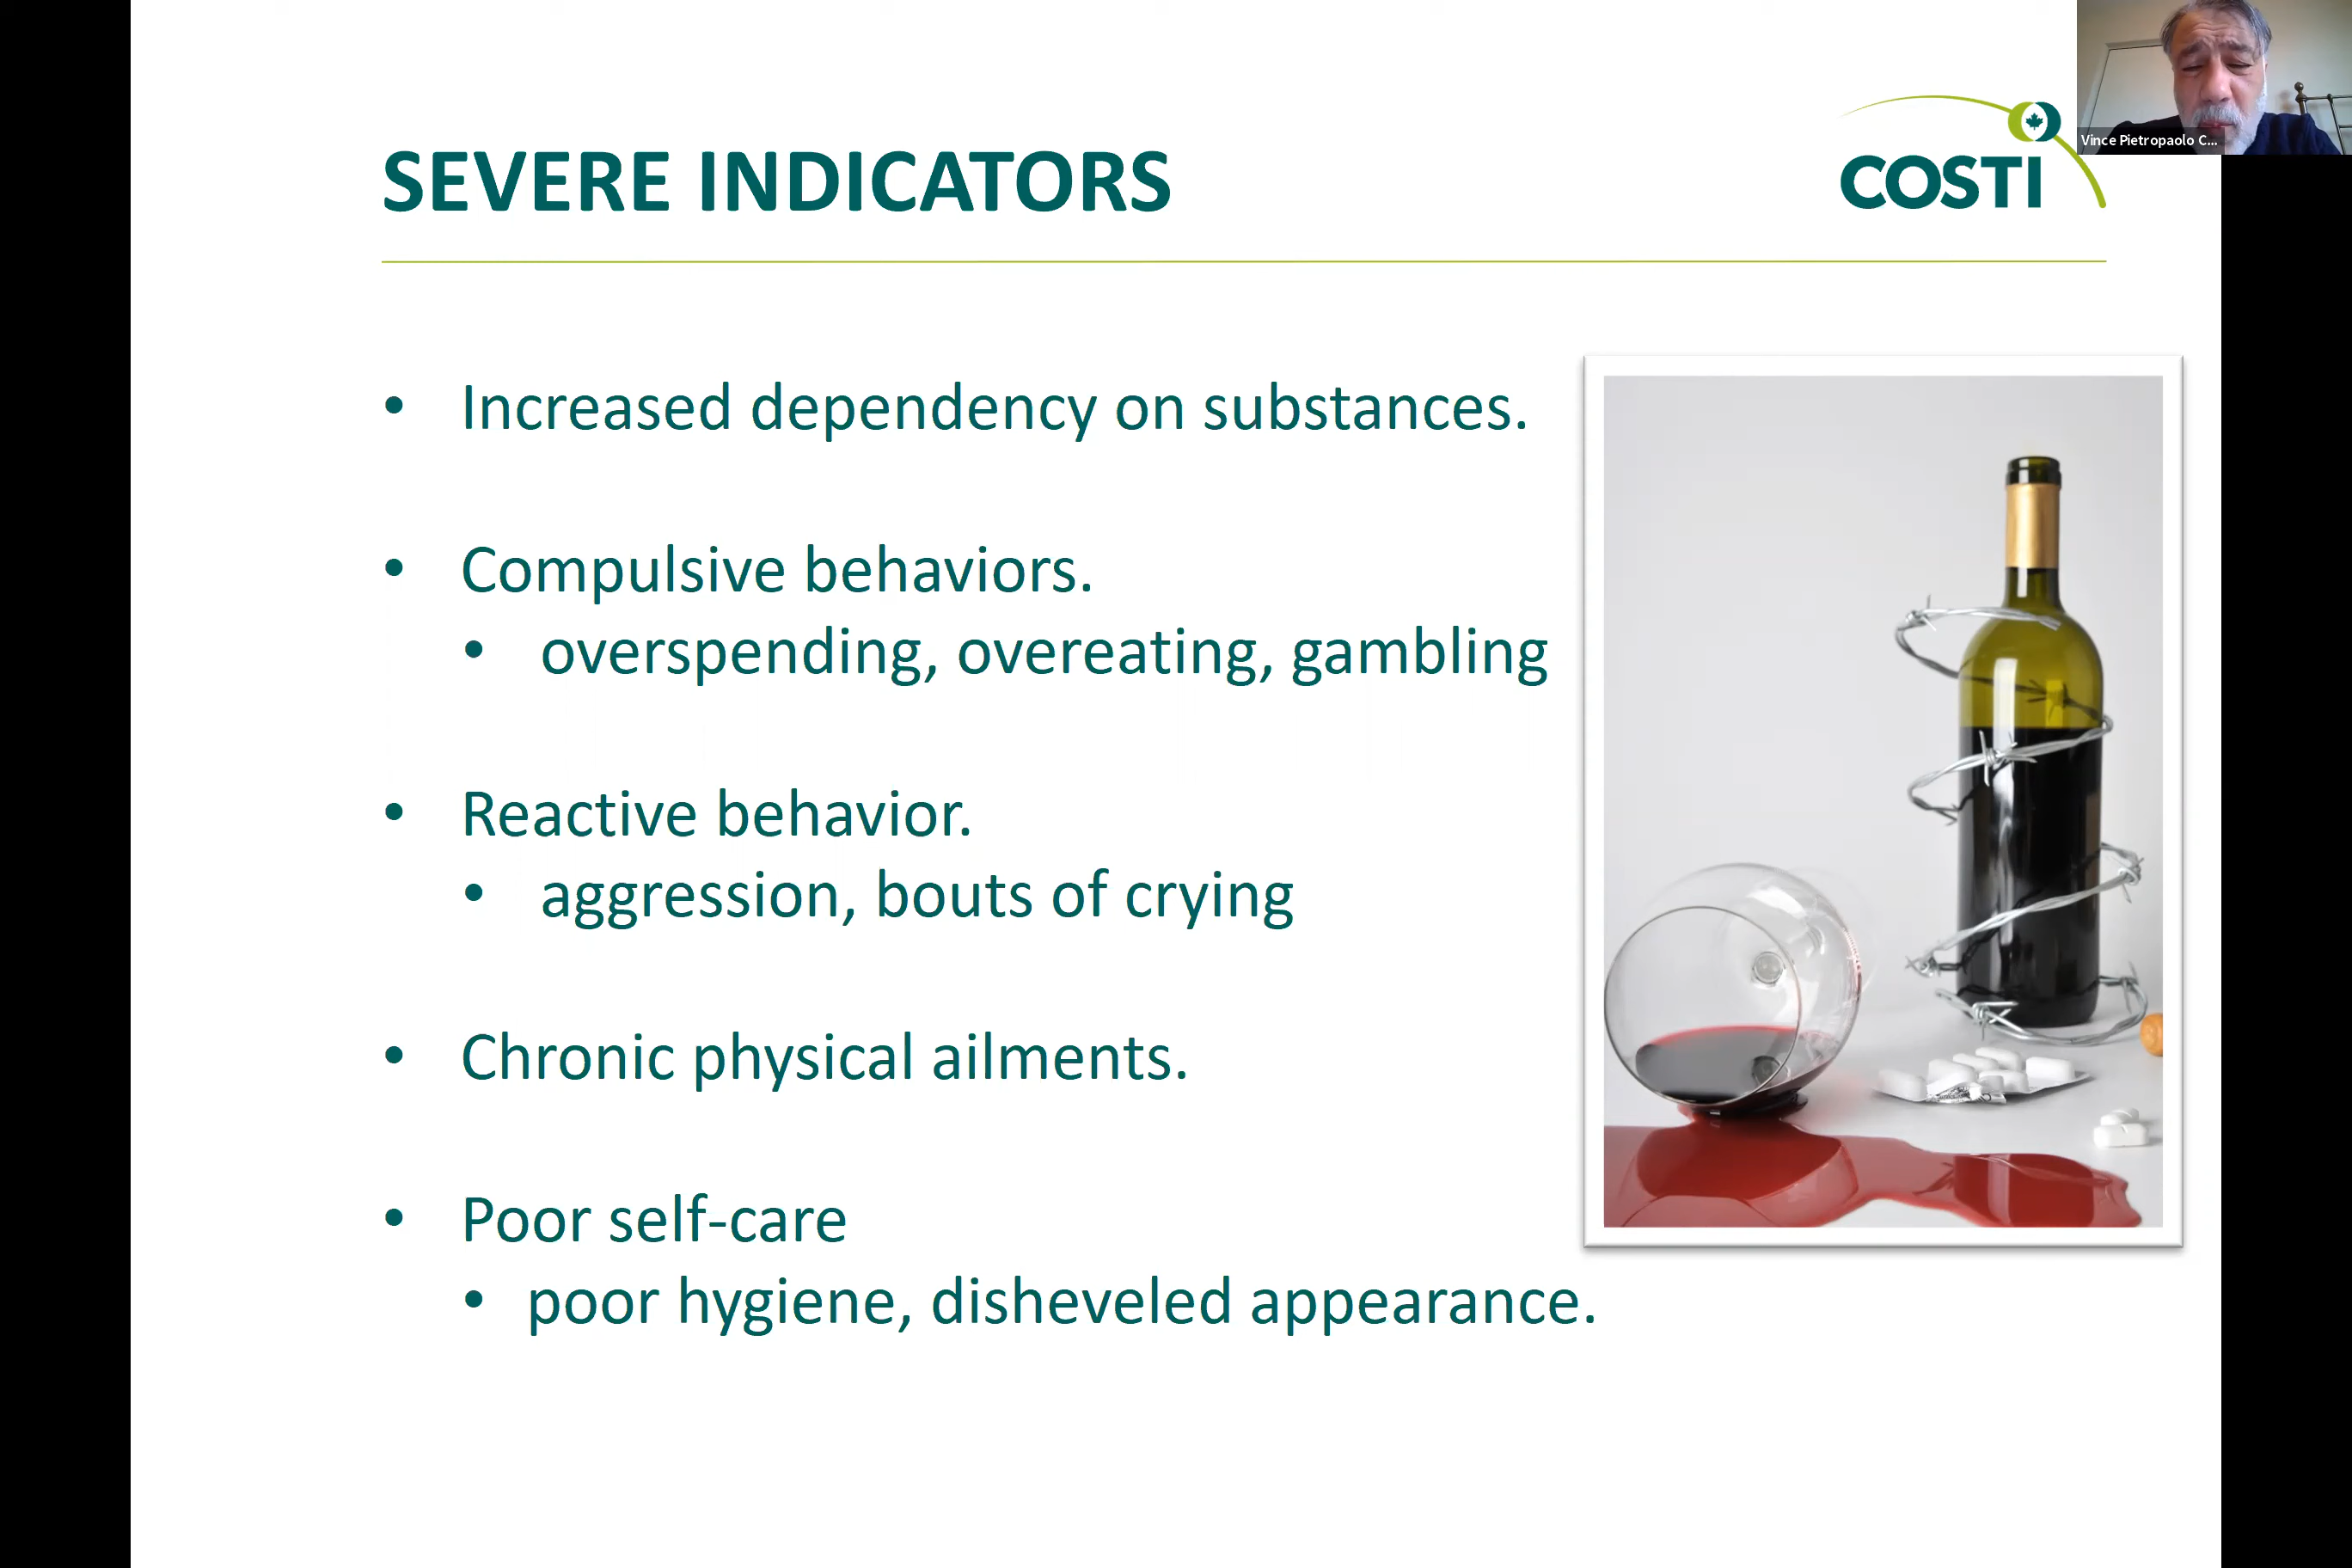 Vince Pietropaolo C...
COSTI
SEVERE INDICATORS
• Increased dependency on substances.
• Compulsive behaviors.
• overspending, overeating, gambling
• Reactive behavior.
• aggression, bouts of crying
• Chronic physical ailments.
• Poor self-care
• poor hygiene, disheveled appearance.